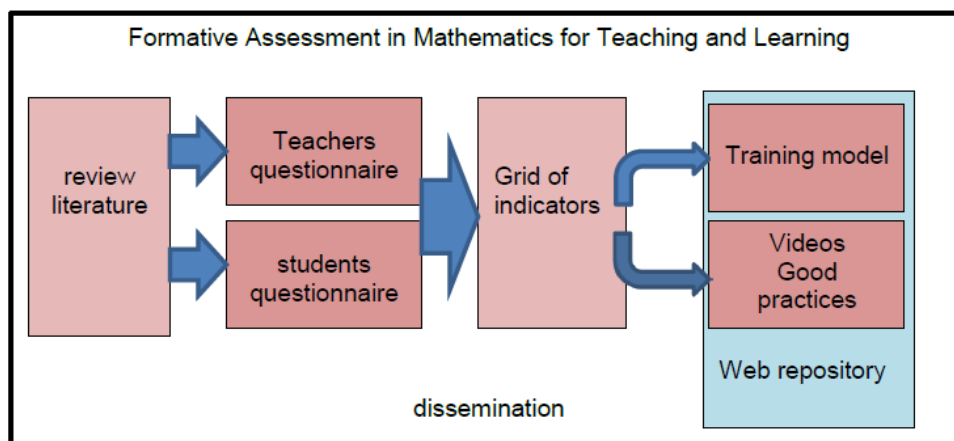 Formative Assessment in Mathematics for Teaching and Learning
review
literature
Teachers
questionnaire
students
questionnaire
Grid of
indicators
Training model
Videos
Good
practices
Web repository
dissemination